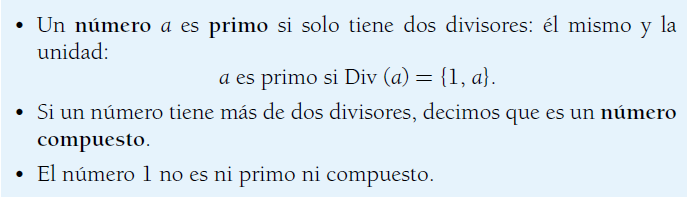 • Un número a es primo si solo tiene dos divisores: él mismo y la
unidad:
a es primo si Div (a) = {1, a}.
• Si un número tiene más de dos divisores, decimos que es un número
compuesto.
• El número 1 no es ni primo ni compuesto.